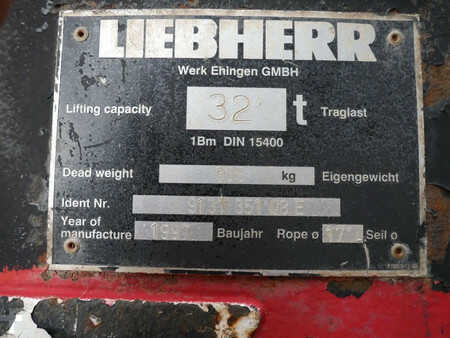 LIEBHERR
Werk Ehingen GMBH
Lifting capacity 32 t Traglast
1Bm DIN 15400
Dead weight kg Eigengewicht
Ident Nr.
Year of
manufacture Baujahr Rope ø 17 Seil ø